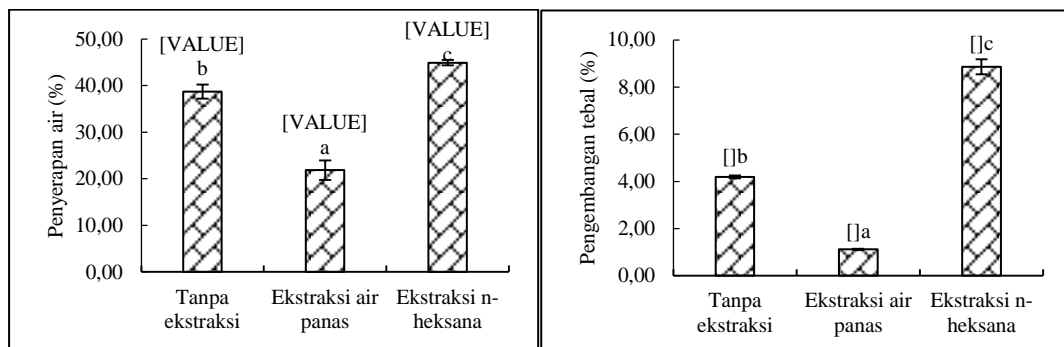 50,00
40,00
30,00
20,00
10,00
0,00
Penyerapan air (%)
[VALUE]
b
[VALUE]
a
[VALUE]
c
Tanpa
ekstraksi
Ekstraksi air
panas
Ekstraksi n-
heksana
10,00
8,00
6,00
4,00
2,00
0,00
Pengembangan tebal (%)
[]b
[]a
[]c
Tanpa
ekstraksi
Ekstraksi air
panas
Ekstraksi n-
heksana